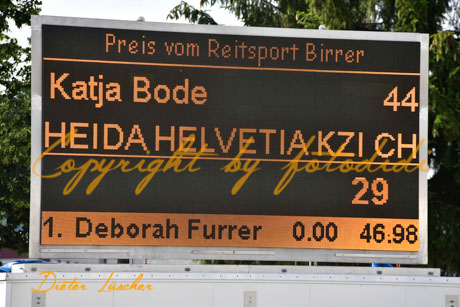 Preis vom Reitsport Birrer
Katja Bode 44
HEIDA HELVETIA KZI CH
Copyright by fotodidi
29
1. Deborah Furrer 0.00 46.98
Dieter Lüscher